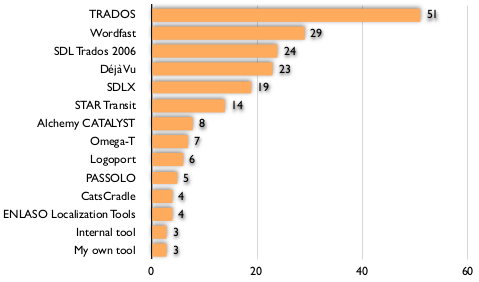 TRADOS 51
Wordfast 29
SDL Trados 2006 24
Déjà Vu 23
SDLX 19
STAR Transit 14
Alchemy CATALYST 8
Omega-T 7
Logoport 6
PASSOLO 5
CatsCradle 4
ENLASO Localization Tools 4
Internal tool 3
My own tool 3
0 20 40 60